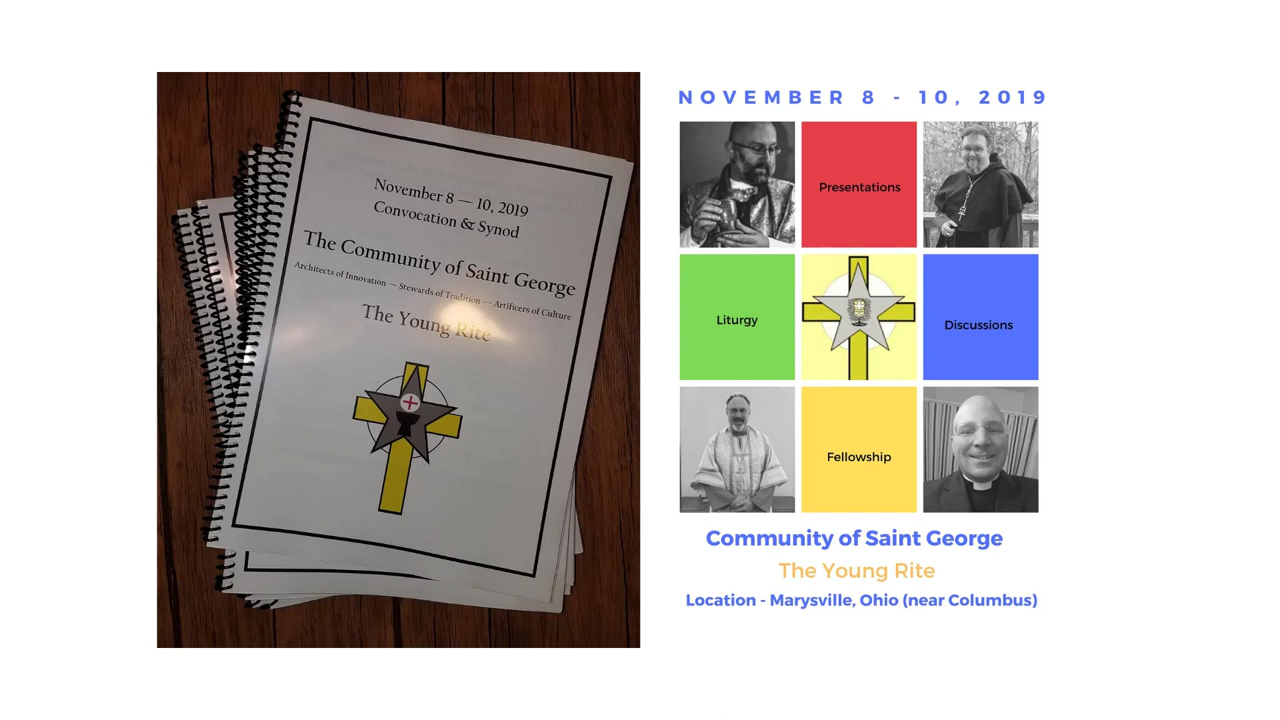 November 8 — 10, 2019
Convocation & Synod
The Community of Saint George
Architects of Innovation — Stewards of Tradition — Artificers of Culture
The Young Rite
NOVEMBER 8 - 10, 2019
Presentations
Liturgy
Discussions
Fellowship
Community of Saint George
The Young Rite
Location - Marysville, Ohio (near Columbus)